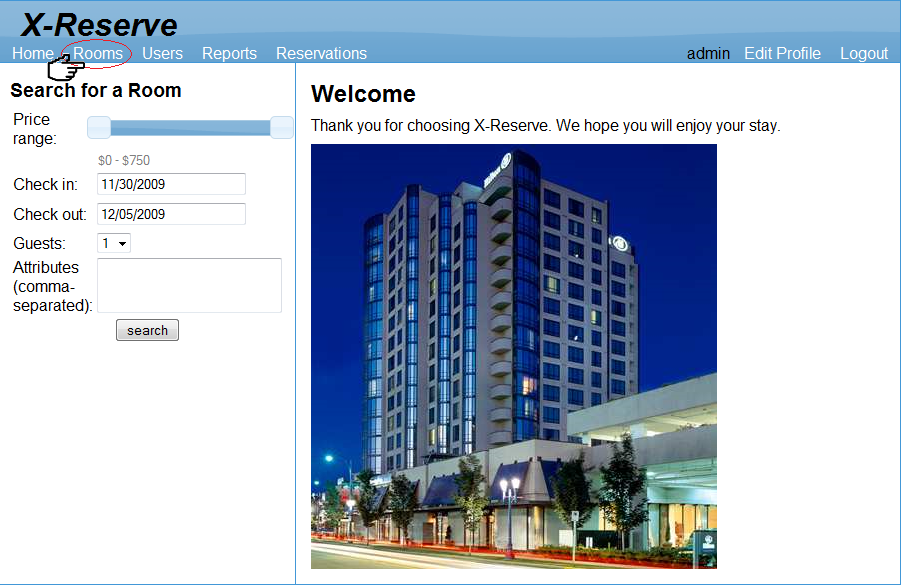 X-Reserve
Home Rooms Users Reports Reservations admin Edit Profile Logout
Search for a Room
Price
range:
$0 - $750
Check in: 11/30/2009
Check out: 12/05/2009
Guests: 1
Attributes
(comma-
separated):
search
Welcome
Thank you for choosing X-Reserve. We hope you will enjoy your stay.
Hilton